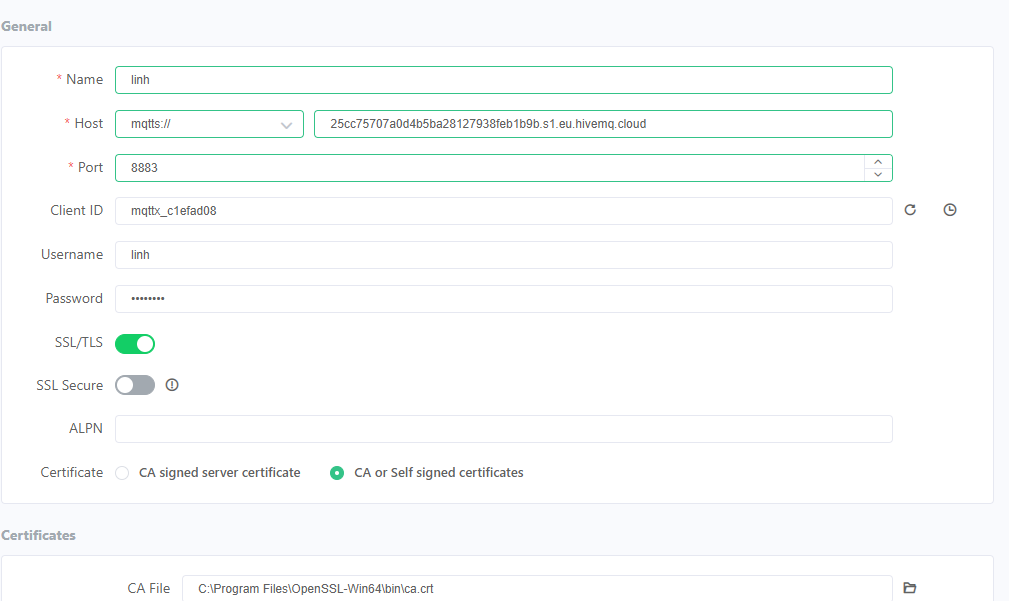 General
* Name linh
* Host mqtts:// 25cc75707a0d4b5ba28127938feb1b9b.s1.eu.hivemq.cloud
* Port 8883
Client ID mqttx_c1efad08
Username linh
Password ••••••••
SSL/TLS
SSL Secure
ALPN
Certificate CA signed server certificate CA or Self signed certificates
Certificates
CA File C:\Program Files\OpenSSL-Win64\bin\ca.crt